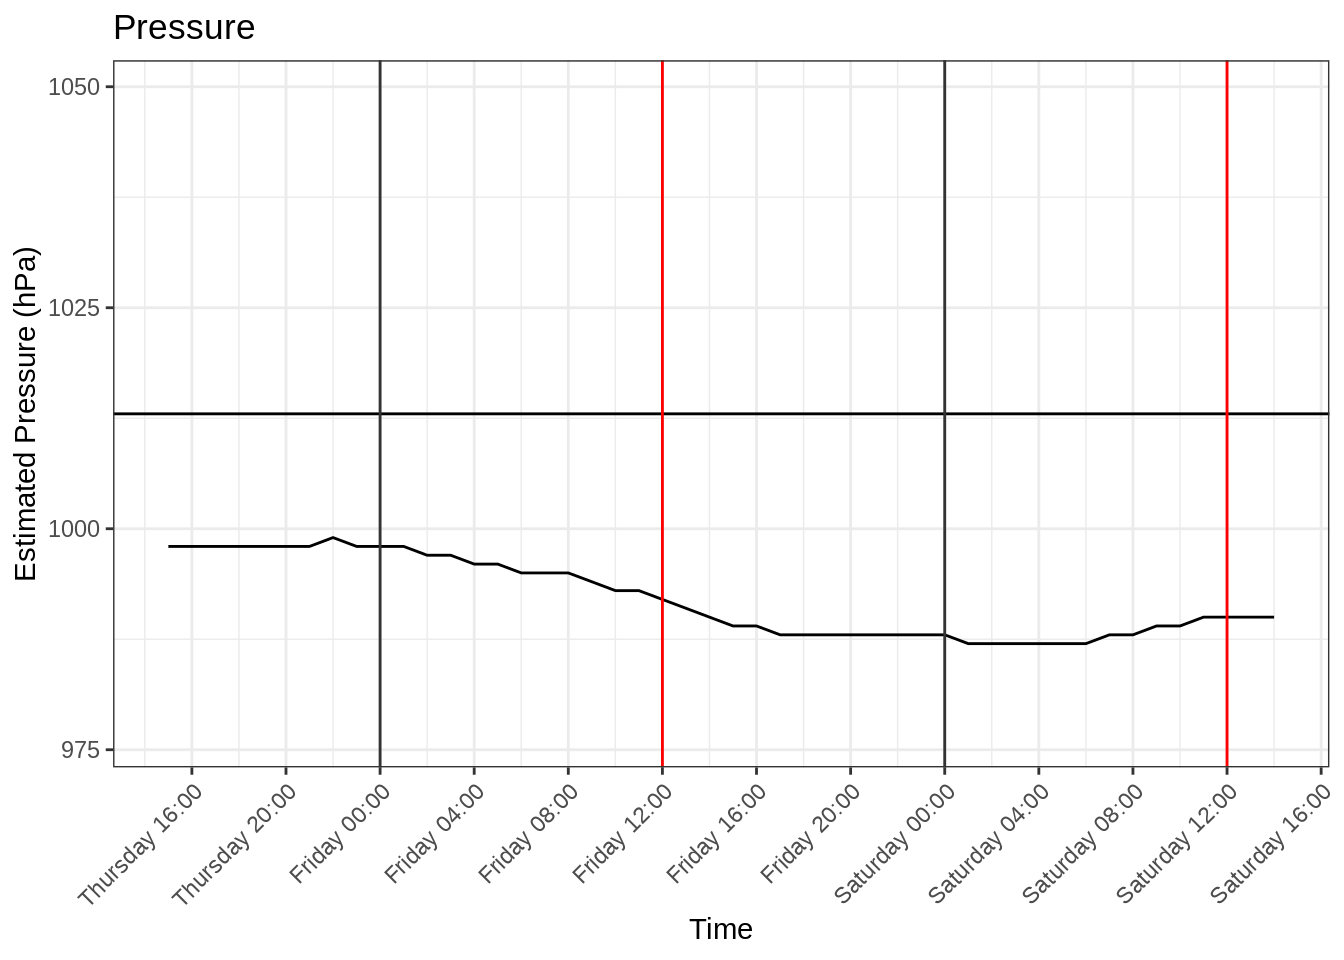 Pressure
Estimated Pressure (hPa)
1050
1025
1000
975
Thursday 16:00
Thursday 20:00
Friday 00:00
Friday 04:00
Friday 08:00
Friday 12:00
Friday 16:00
Friday 20:00
Saturday 00:00
Saturday 04:00
Saturday 08:00
Saturday 12:00
Saturday 16:00
Time